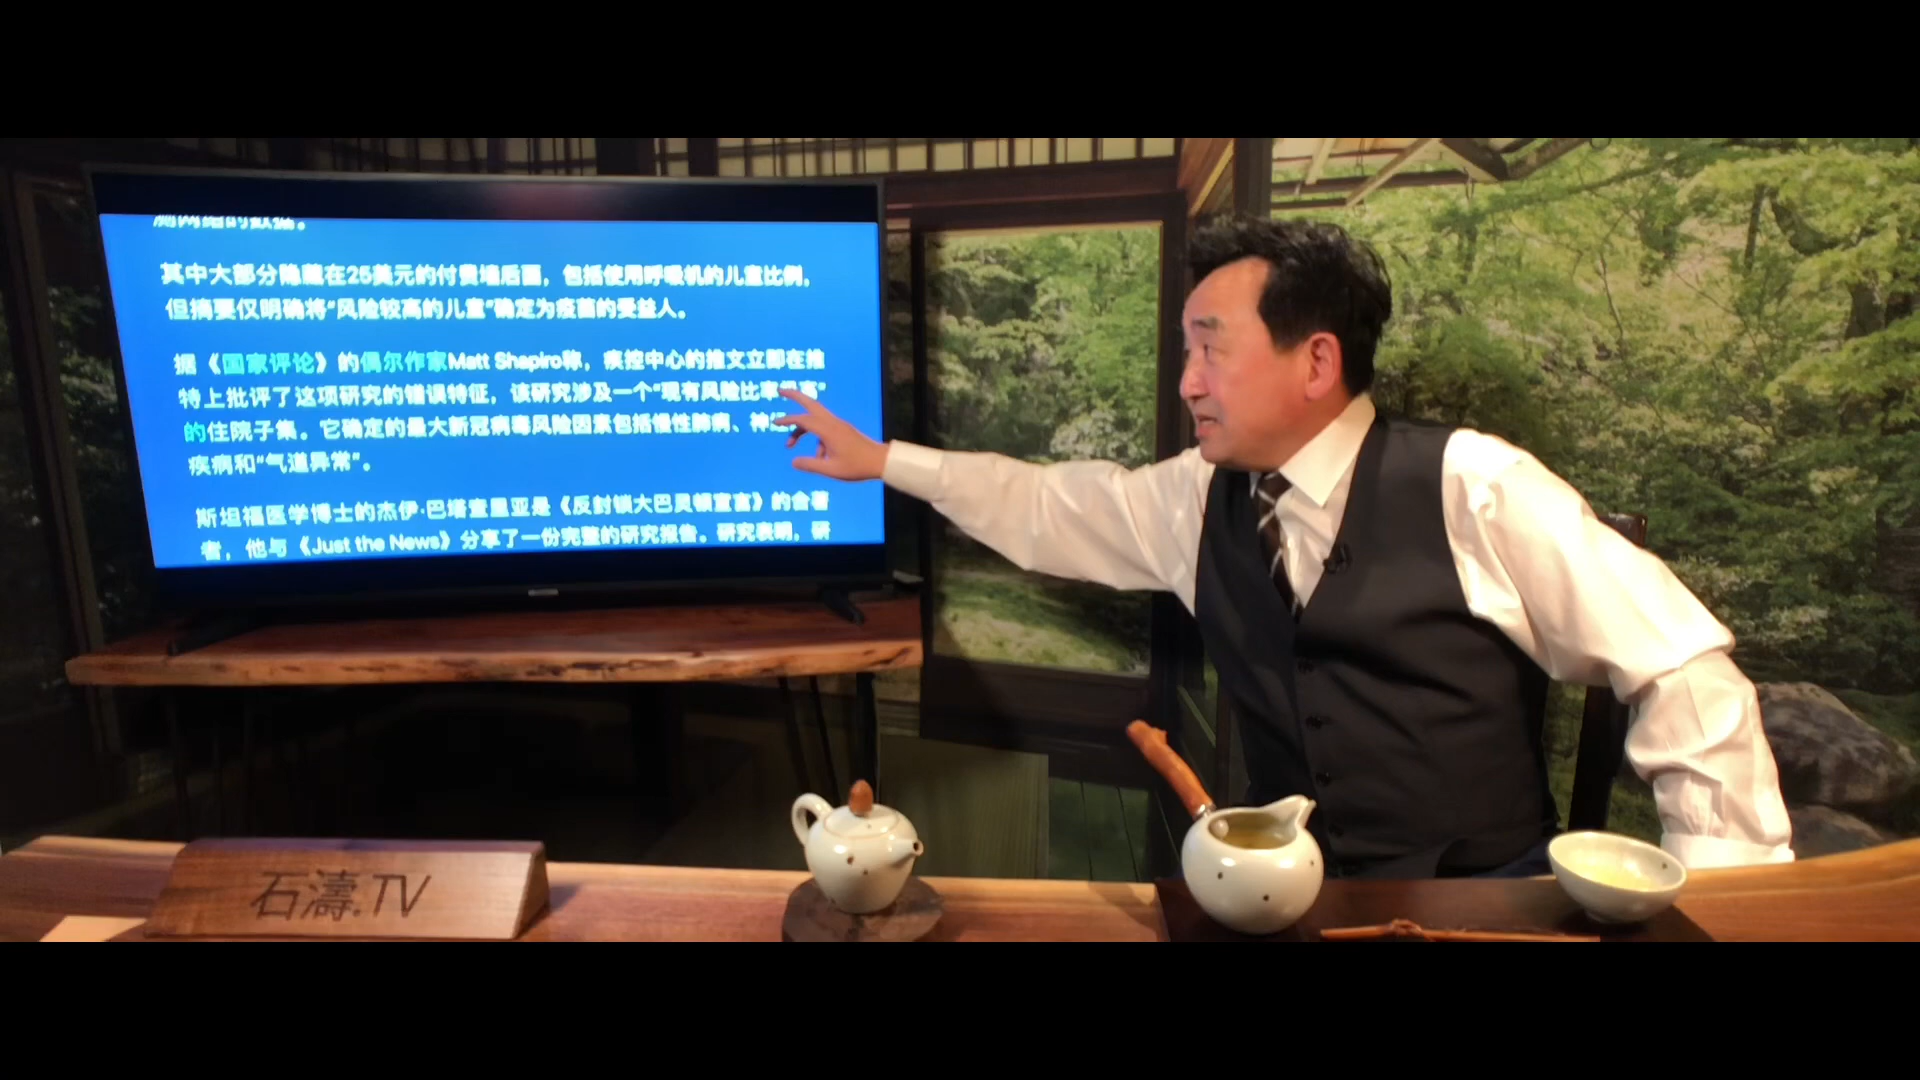 其中大部分隐藏在25美元的付费墙后面，包括使用呼吸机的儿童比例，
但摘要仅明确将“风险较高的儿童”确定为疫苗的受益人。
据《国家评论》的偶尔作家Matt Shapiro称，疾控中心的推文立即在推
特上批评了这项研究的错误特征，该研究涉及一个“现有风险比率
的住院子集。它确定的最大新冠病毒风险因素包括慢性肺病、神
疾病和“气道异常”。
斯坦福医学博士的杰伊·巴塔查里亚是《反封锁大巴灵顿宣言》的合著
者，他与《Just the News》分享了一份完整的研究报告。研究表明，研
石濤.TV